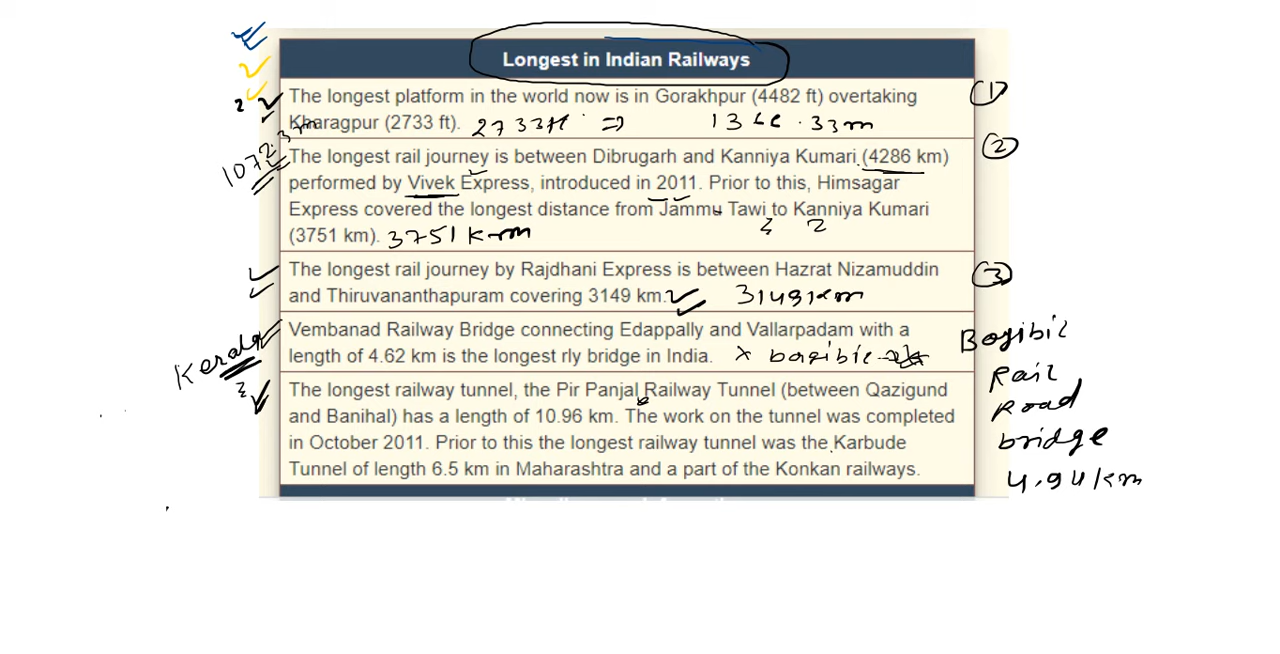 Longest in Indian Railways
The longest platform in the world now is in Gorakhpur (4482 ft) overtaking
Kharagpur (2733 ft). 2733ft ⇒ 1366.33m
1
10723m
The longest rail journey is between Dibrugarh and Kanniya Kumari (4286 km)
2
performed by Vivek Express, introduced in 2011. Prior to this, Himsagar
Express covered the longest distance from Jammu Tawi to Kanniya Kumari
(3751 km). 3751 km
The longest rail journey by Rajdhani Express is between Hazrat Nizamuddin
3
and Thiruvananthapuram covering 3149 km.
Kerala
Vembanad Railway Bridge connecting Edappally and Vallarpadam with a
length of 4.62 km is the longest rly bridge in India.
Bogibil
Rail
Road
bridge
4.94km
The longest railway tunnel, the Pir Panjal Railway Tunnel (between Qazigund
and Banihal) has a length of 10.96 km. The work on the tunnel was completed
in October 2011. Prior to this the longest railway tunnel was the Karbude
Tunnel of length 6.5 km in Maharashtra and a part of the Konkan railways.